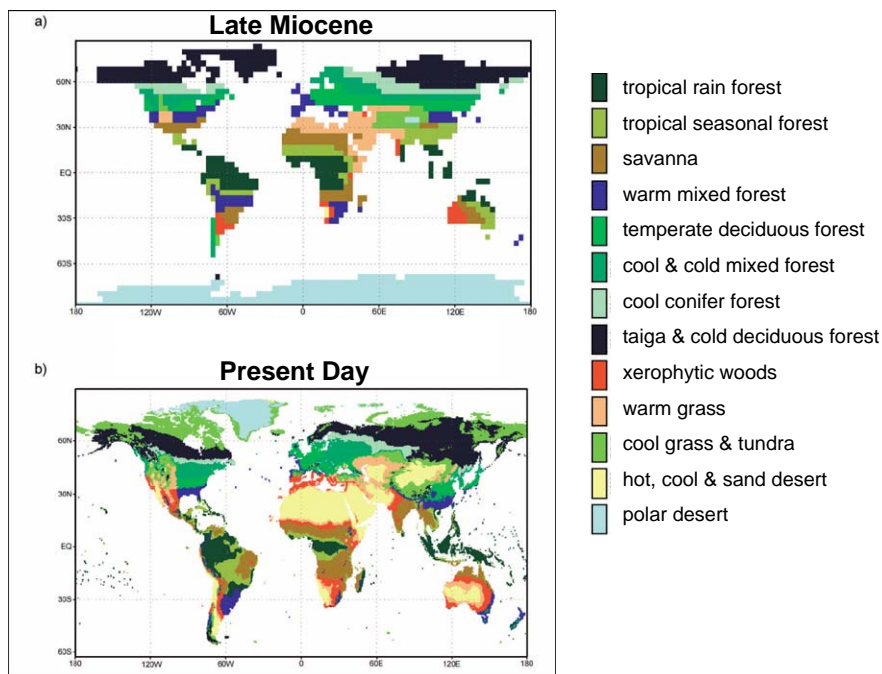 a)
Late Miocene
60N
30N
EQ
30S
60S
180
120W
60W
0
60E
120E
180
b)
Present Day
60N
30N
EQ
30S
60S
180
120W
60W
0
60E
120E
180
tropical rain forest
tropical seasonal forest
savanna
warm mixed forest
temperate deciduous forest
cool & cold mixed forest
cool conifer forest
taiga & cold deciduous forest
xerophytic woods
warm grass
cool grass & tundra
hot, cool & sand desert
polar desert